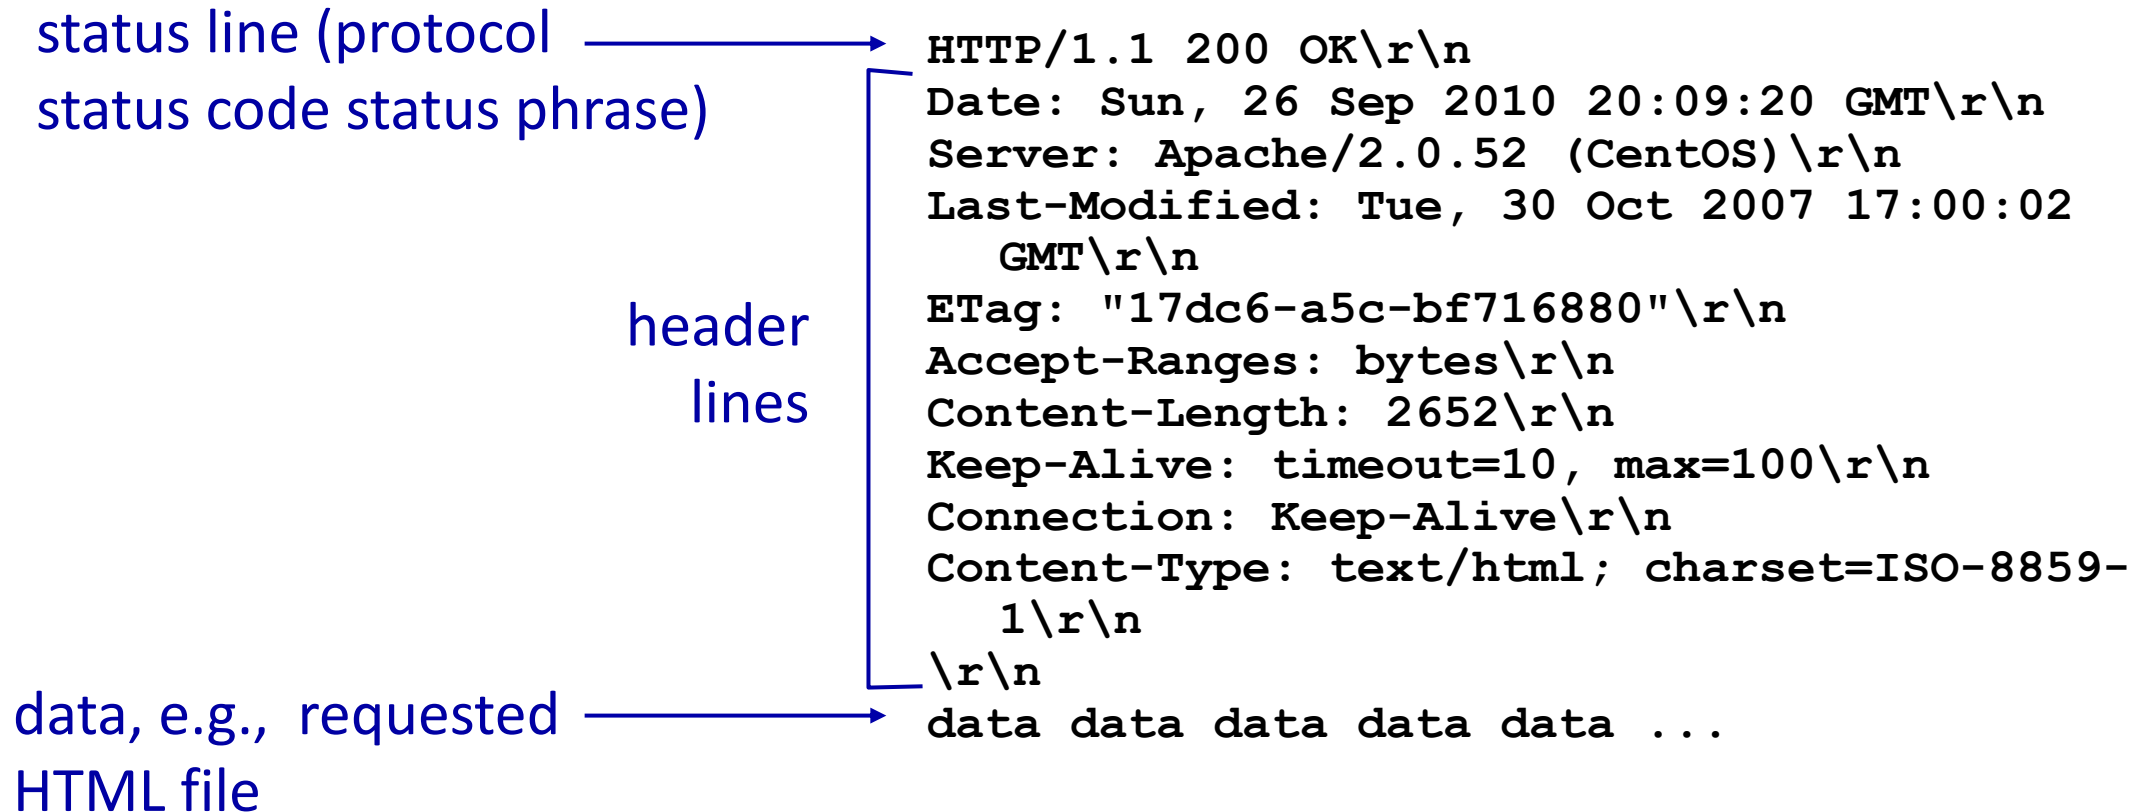 status line (protocol
status code status phrase)
header
lines
data, e.g.,  requested
HTML file
HTTP/1.1 200 OK\r\n
Date: Sun, 26 Sep 2010 20:09:20 GMT\r\n
Server: Apache/2.0.52 (CentOS)\r\n
Last-Modified: Tue, 30 Oct 2007 17:00:02
GMT\r\n
ETag: "17dc6-a5c-bf716880"\r\n
Accept-Ranges: bytes\r\n
Content-Length: 2652\r\n
Keep-Alive: timeout=10, max=100\r\n
Connection: Keep-Alive\r\n
Content-Type: text/html; charset=ISO-8859-
1\r\n
\r\n
data data data data data ...